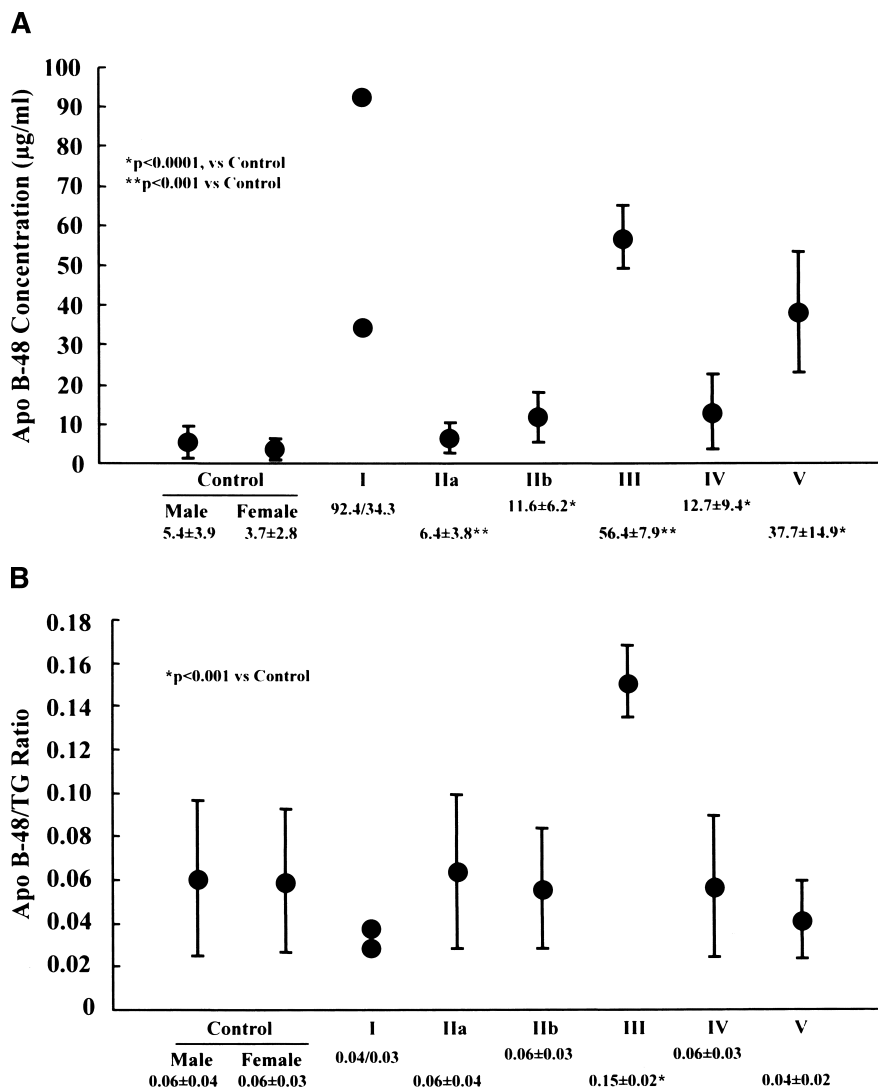 A
Apo B-48 Concentration (µg/ml)
100
90
80
70
60
50
40
30
20
10
0
*p<0.0001, vs Control
**p<0.001 vs Control
Control I IIa IIb III IV V
Male Female 92.4/34.3 11.6±6.2* 12.7±9.4*
5.4±3.9 3.7±2.8 6.4±3.8** 56.4±7.9** 37.7±14.9*
B
Apo B-48/TG Ratio
0.18
0.16
0.14
0.12
0.10
0.08
0.06
0.04
0.02
0
*p<0.001 vs Control
Control I IIa IIb III IV V
Male Female 0.04/0.03 0.06±0.03 0.06±0.03
0.06±0.04 0.06±0.03 0.06±0.04 0.15±0.02* 0.04±0.02